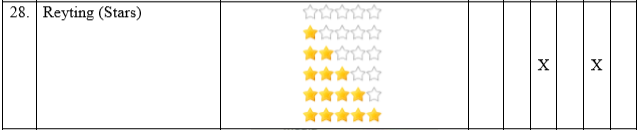 28. Reyting (Stars) X X